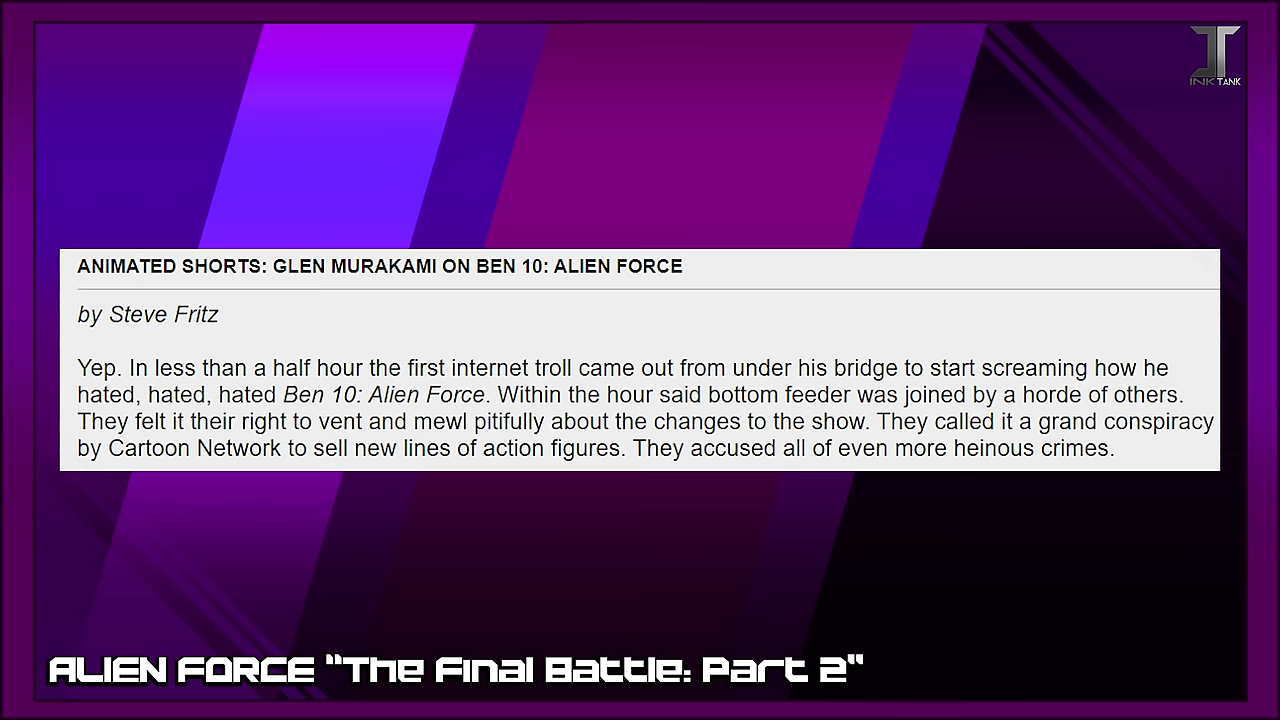 INK TANK
ANIMATED SHORTS: GLEN MURAKAMI ON BEN 10: ALIEN FORCE
by Steve Fritz
Yep. In less than a half hour the first internet troll came out from under his bridge to start screaming how he
hated, hated, hated Ben 10: Alien Force. Within the hour said bottom feeder was joined by a horde of others.
They felt it their right to vent and mewl pitifully about the changes to the show. They called it a grand conspiracy
by Cartoon Network to sell new lines of action figures. They accused all of even more heinous crimes.
ALIEN FORCE "The Final Battle: Part 2"